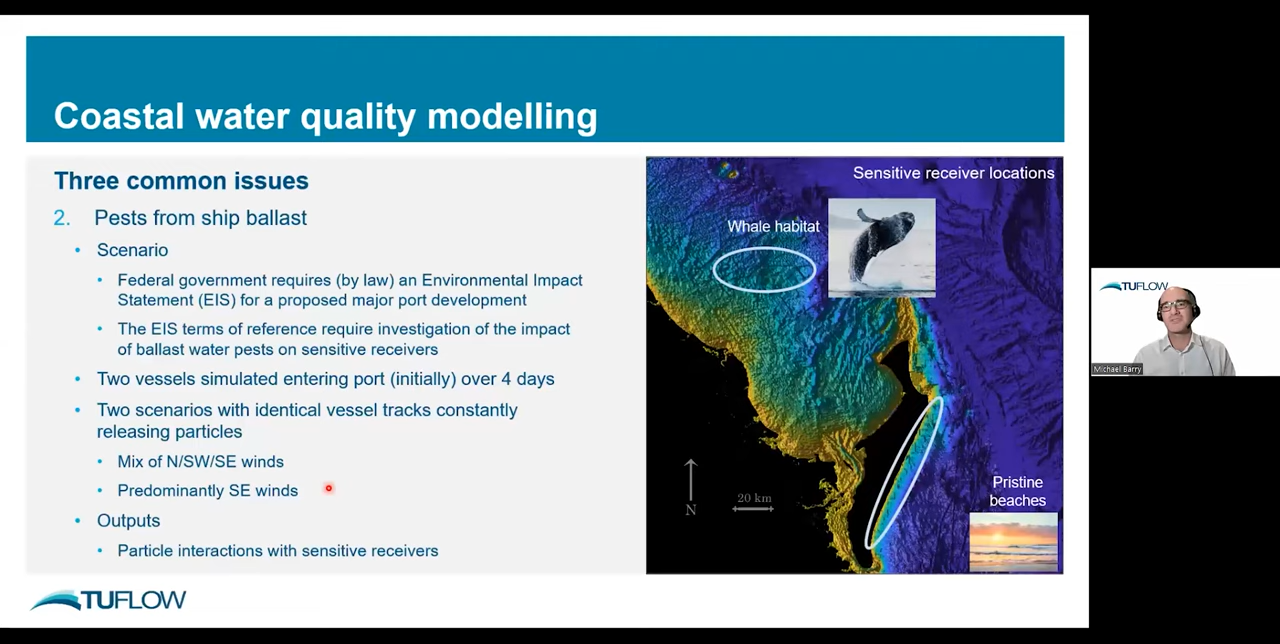 Coastal water quality modelling
Three common issues
2. Pests from ship ballast
• Scenario
• Federal government requires (by law) an Environmental Impact
Statement (EIS) for a proposed major port development
• The EIS terms of reference require investigation of the impact
of ballast water pests on sensitive receivers
• Two vessels simulated entering port (initially) over 4 days
• Two scenarios with identical vessel tracks constantly
releasing particles
• Mix of N/SW/SE winds
• Predominantly SE winds
• Outputs
• Particle interactions with sensitive receivers
Sensitive receiver locations
Whale habitat
20 km
N
Pristine
beaches
TUFLOW
TUFLOW
Michael Barry